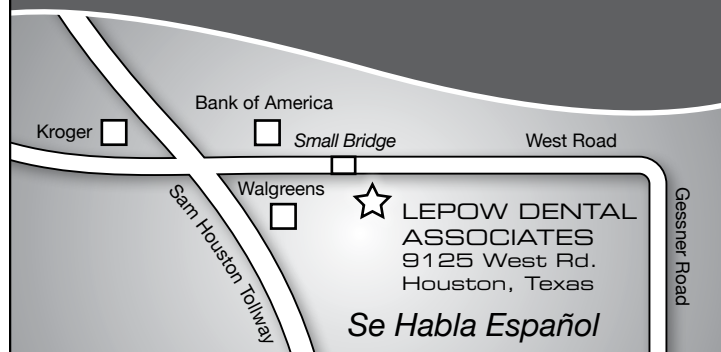 Bank of America
Kroger
Small Bridge
West Road
Walgreens
Sam Houston Tollway
LEPOW DENTAL
ASSOCIATES
9125 West Rd.
Houston, Texas
Gessner Road
Se Habla Español